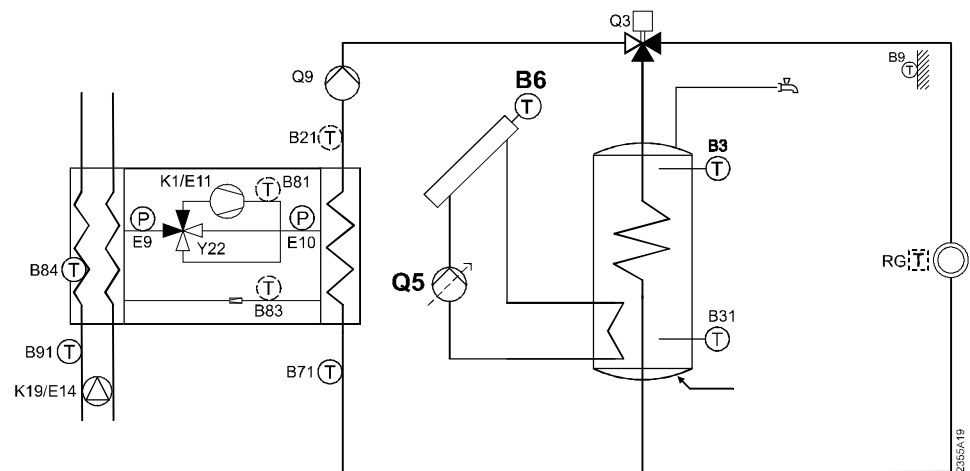 Q3
B9
T
Q9
B6
T
B21 T
B3
T
K1/E11
T B81
P
P
E9
Y22
E10
RG T
B84 T
Q5
T
B83
B31
T
B91 T
B71 T
K19/E14
2355A19